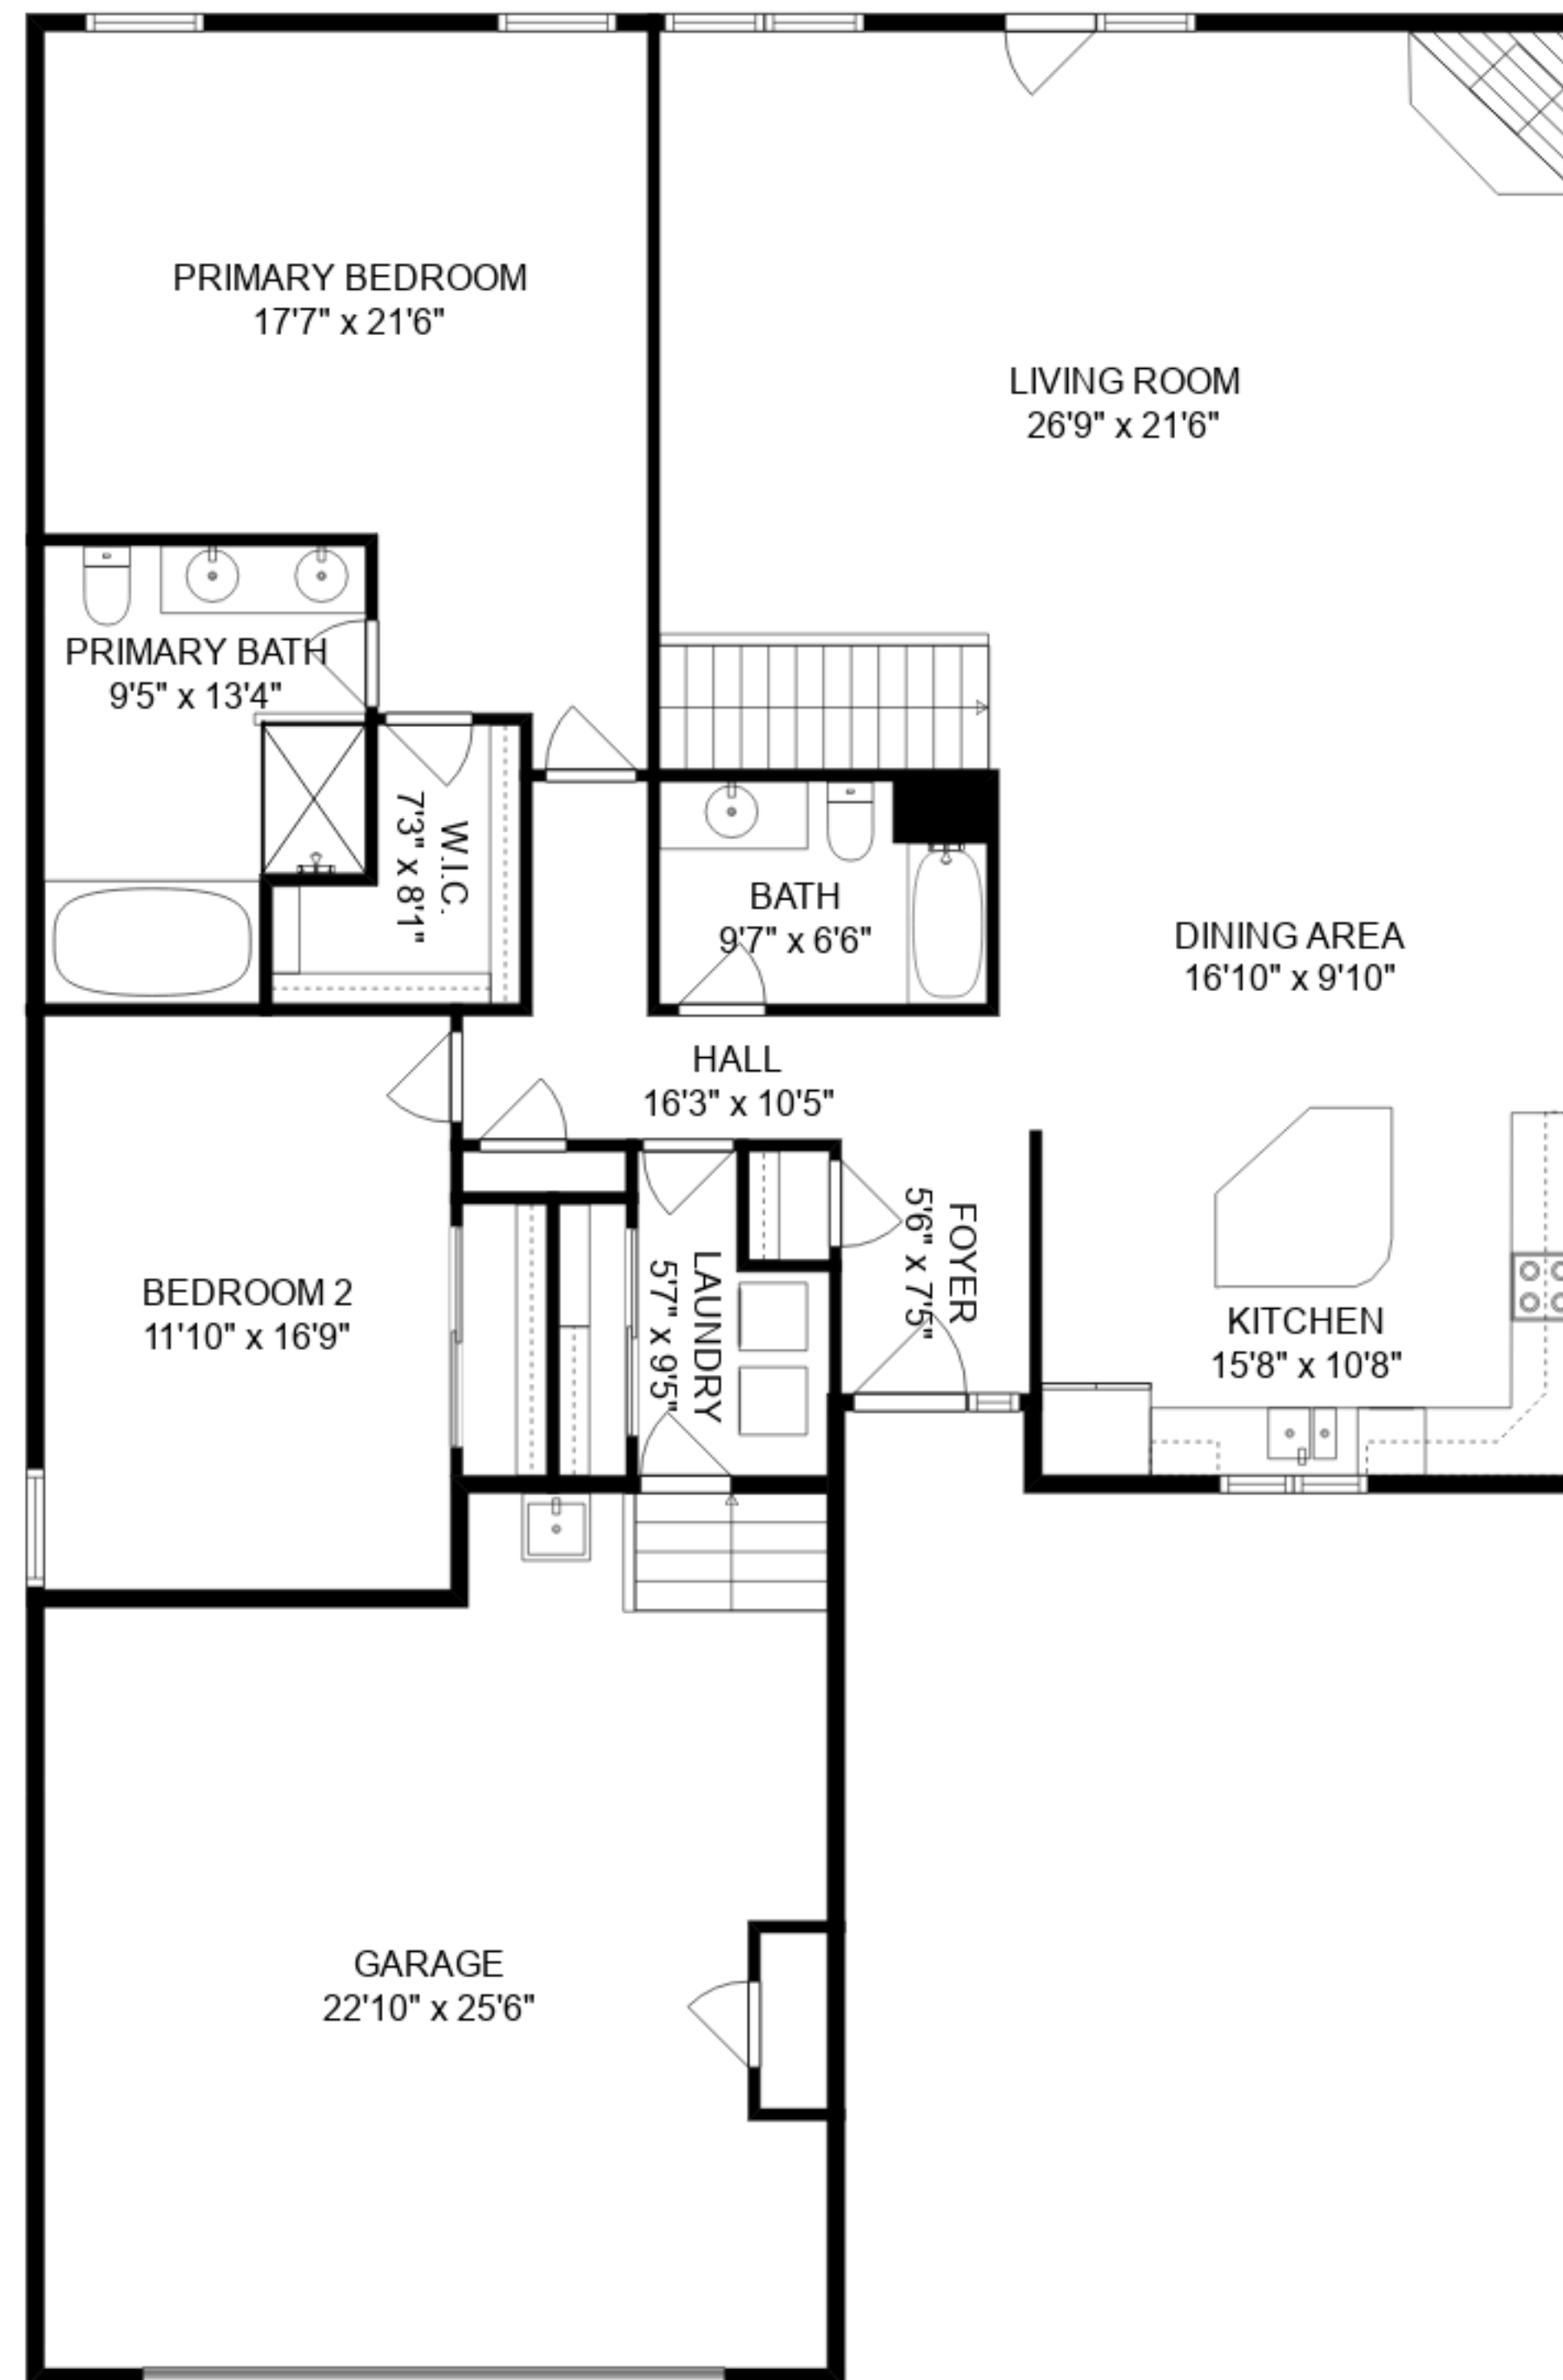 PRIMARY BEDROOM
17'7" x 21'6"
LIVING ROOM
26'9" x 21'6"
PRIMARY BATH
9'5" x 13'4"
W.I.C.
7'3" x 8'1"
BATH
9'7" x 6'6"
DINING AREA
16'10" x 9'10"
HALL
16'3" x 10'5"
FOYER
5'6" x 7'5"
LAUNDRY
5'7" x 9'5"
BEDROOM 2
11'10" x 16'9"
KITCHEN
15'8" x 10'8"
GARAGE
22'10" x 25'6"